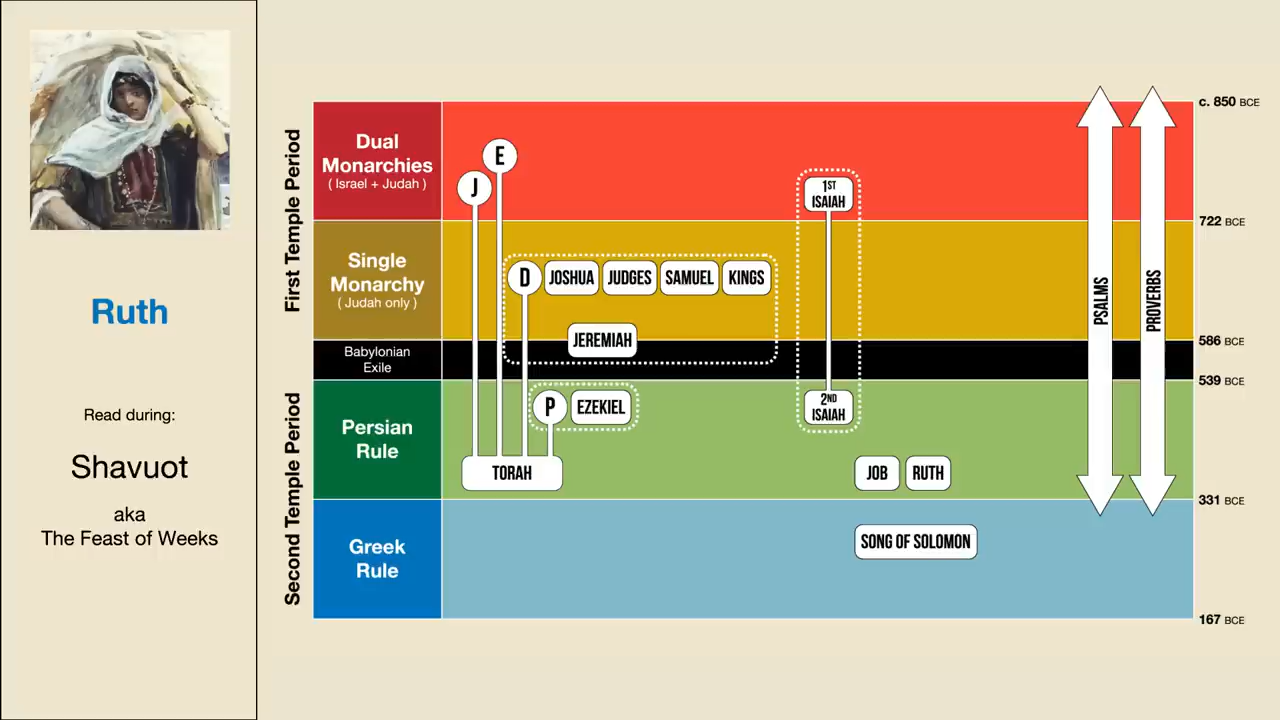 Ruth
Read during:
Shavuot
aka
The Feast of Weeks
First Temple Period
Second Temple Period
Dual
Monarchies
( Israel + Judah )
Single
Monarchy
( Judah only )
Babylonian
Exile
Persian
Rule
Greek
Rule
E
J
1ST
ISAIAH
D
JOSHUA
JUDGES
SAMUEL
KINGS
JEREMIAH
P
EZEKIEL
2ND
ISAIAH
TORAH
JOB
RUTH
SONG OF SOLOMON
PSALMS
PROVERBS
c. 850 BCE
722 BCE
586 BCE
539 BCE
331 BCE
167 BCE